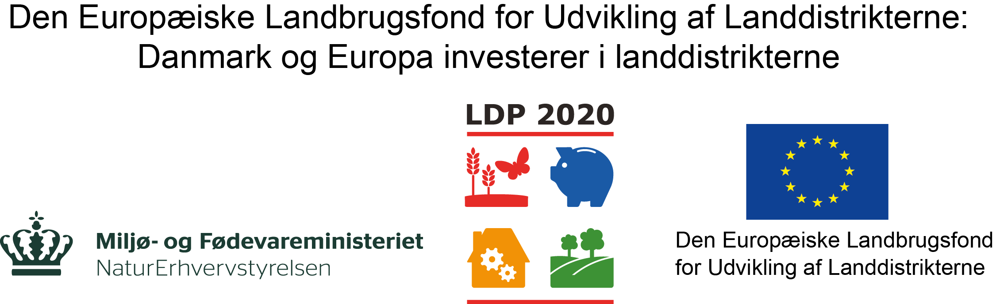 Den Europæiske Landbrugsfond for Udvikling af Landdistrikterne:
Danmark og Europa investerer i landdistrikterne
LDP 2020
Miljø- og Fødevareministeriet
NaturErhvervstyrelsen
Den Europæiske Landbrugsfond
for Udvikling af Landdistrikterne